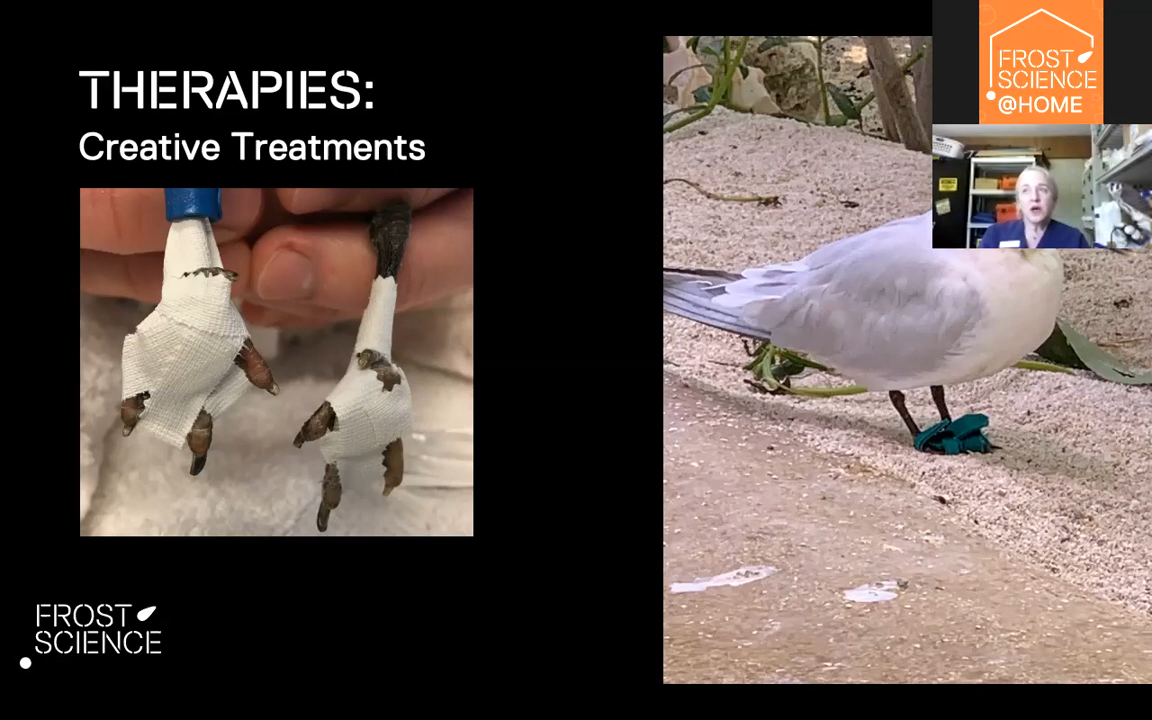 THERAPIES:
Creative Treatments
FROST
SCIENCE
@HOME
FROST
SCIENCE